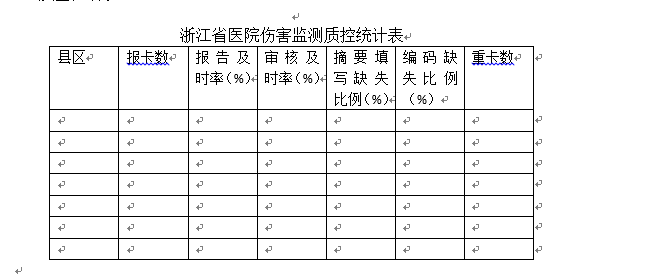 浙江省医院伤害监测质控统计表
县区 报卡数 报告及时率(%) 审核及时率(%) 摘要填写缺失比例(%) 编码缺失比例(%) 重卡数